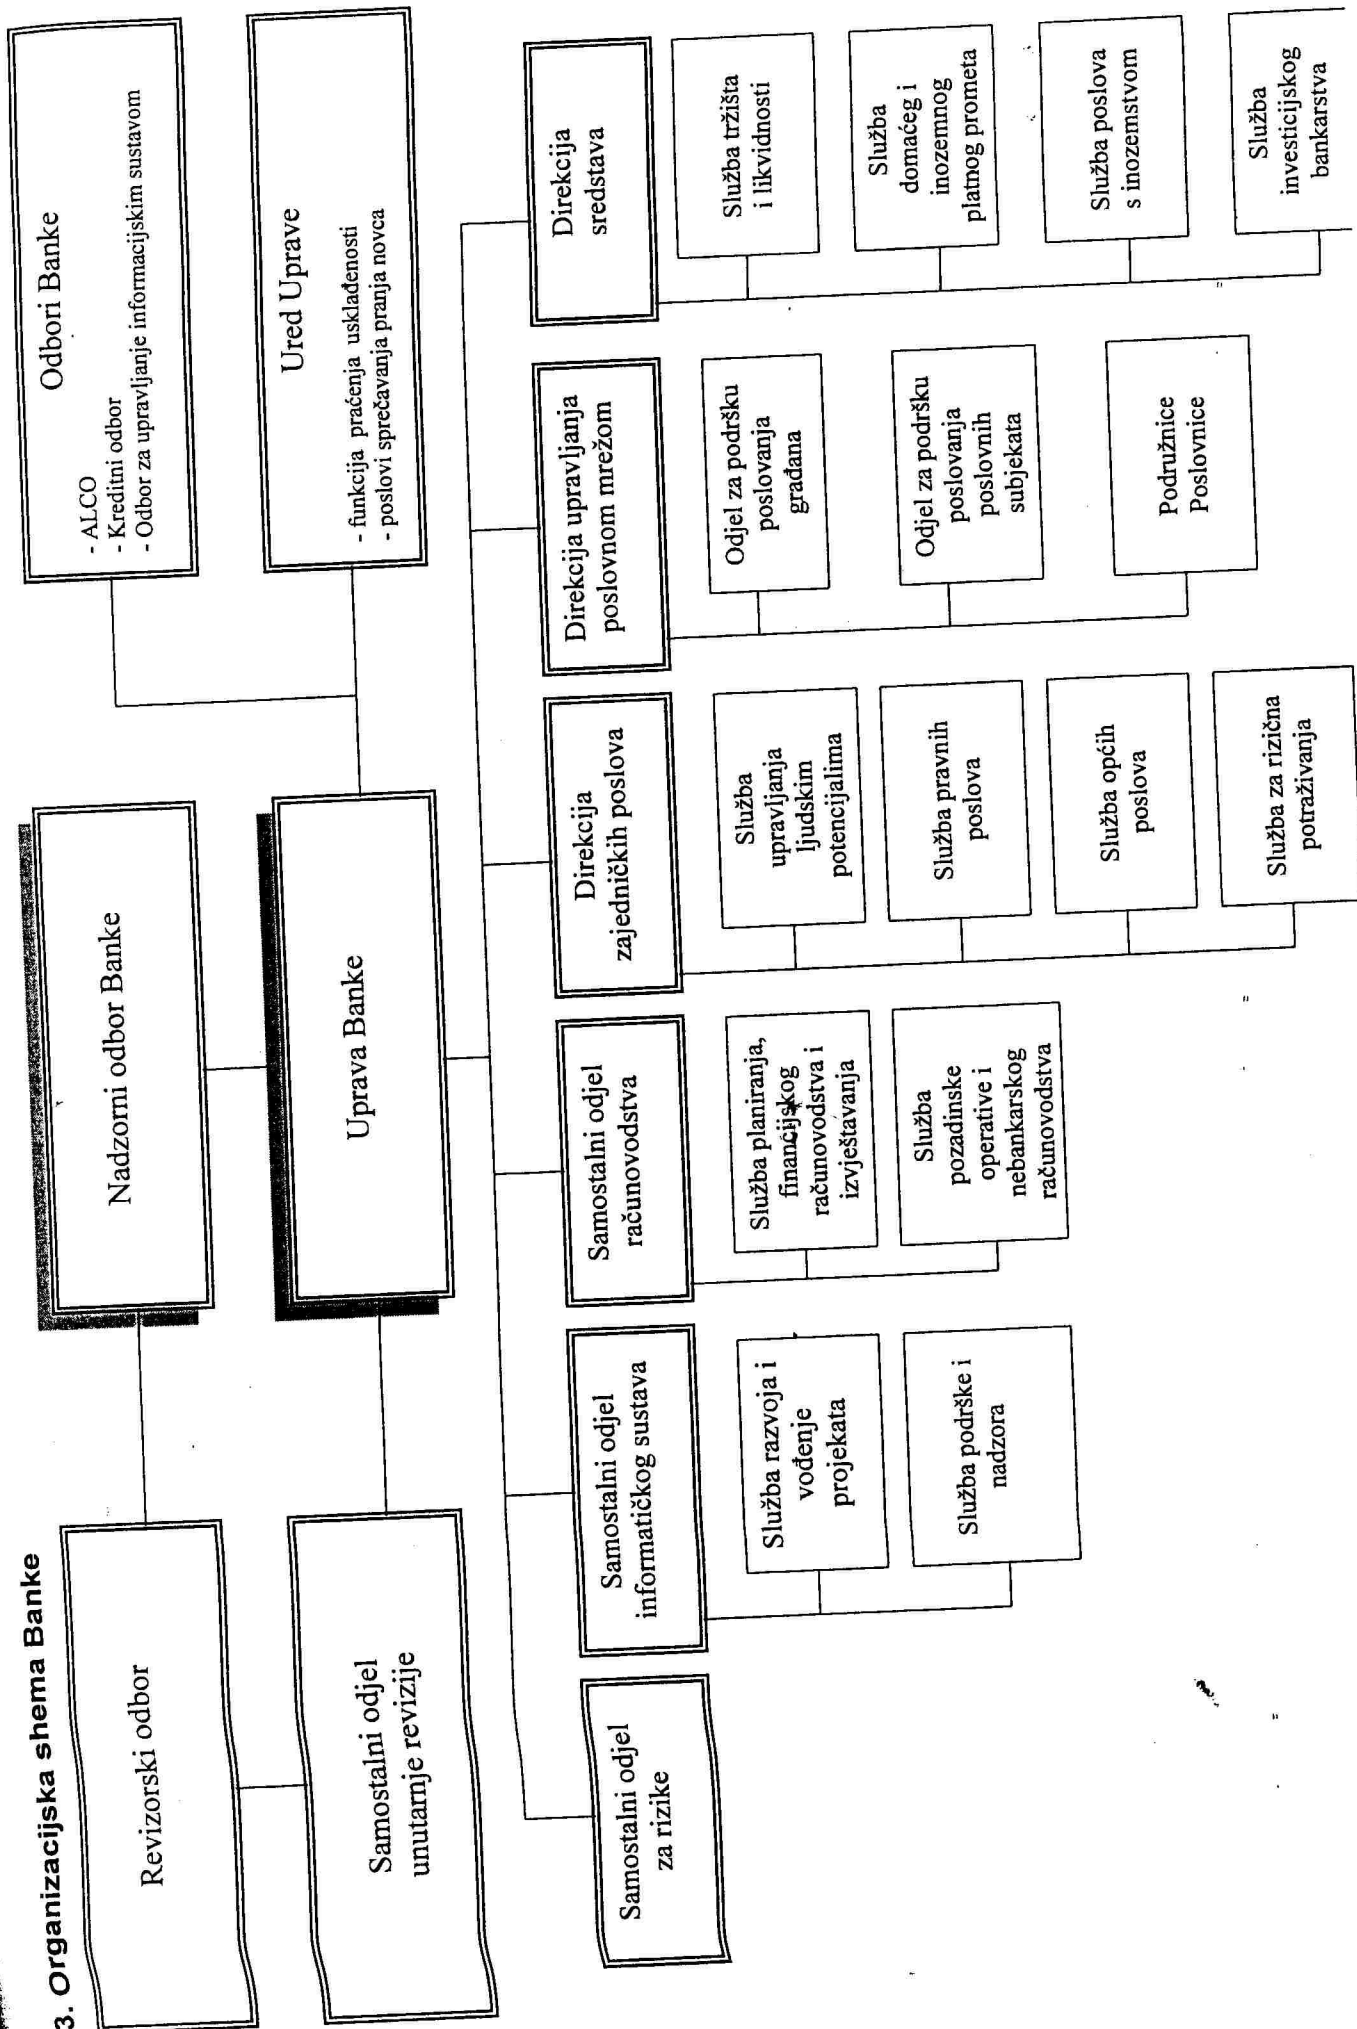 3. Organizacijska shema Banke
Revizorski odbor
Nadzorni odbor Banke
Odbori Banke
- ALCO
- Kreditni odbor
- Odbor za upravljanje informacijskim sustavom
Samostalni odjel
unutarnje revizije
Uprava Banke
Ured Uprave
- funkcija praćenja usklađenosti
- poslovi sprečavanja pranja novca
Samostalni odjel
za rizike
Samostalni odjel
informatičkog sustava
Služba razvoja i
vođenje
projekata
Služba podrške i
nadzora
Samostalni odjel
računovodstva
Služba planiranja,
financijskog
računovodstva i
izvještavanja
Služba
pozadinske
operative i
nebankarskog
računovodstva
Direkcija
zajedničkih poslova
Služba
upravljanja
ljudskim
potencijalima
Služba pravnih
poslova
Služba općih
poslova
Služba za rizična
potraživanja
Direkcija upravljanja
poslovnom mrežom
Odjel za podršku
poslovanja
građana
Odjel za podršku
poslovanja
poslovnih
subjekata
Podružnice
Poslovnice
Direkcija
sredstava
Služba tržišta
i likvidnosti
Služba
domaćeg i
inozemnog
platnog prometa
Služba poslova
s inozemstvom
Služba
investicijskog
bankarstva